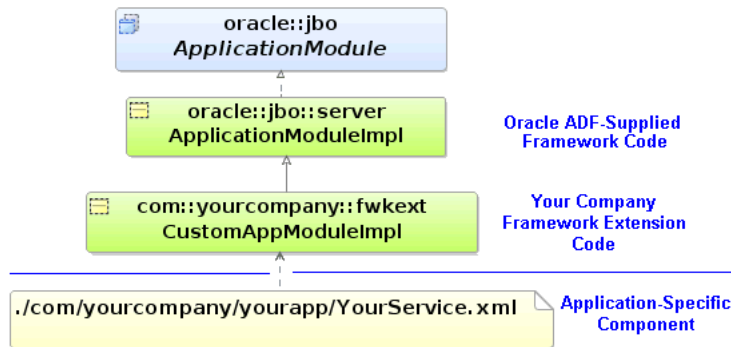 oracle::jbo
ApplicationModule
oracle::jbo::server
ApplicationModuleImpl
Oracle ADF-Supplied
Framework Code
com::yourcompany::fwkext
CustomAppModuleImpl
Your Company
Framework Extension
Code
./com/yourcompany/yourapp/YourService.xml
Application-Specific
Component